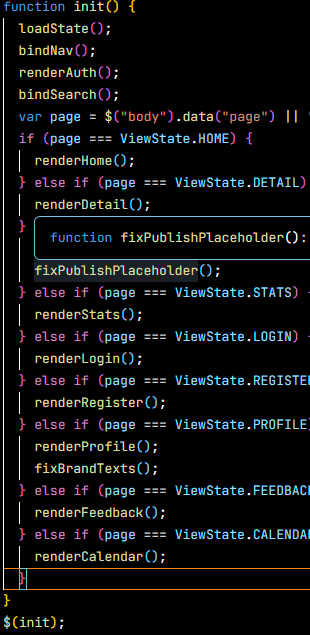 function init() {
loadState();
bindNav();
renderAuth();
bindSearch();
var page = $("body").data("page") || "
if (page === ViewState.HOME) {
renderHome();
} else if (page === ViewState.DETAIL)
renderDetail();
}
function fixPublishPlaceholder():
fixPublishPlaceholder();
} else if (page === ViewState.STATS) {
renderStats();
} else if (page === ViewState.LOGIN) {
renderLogin();
} else if (page === ViewState.REGISTER
renderRegister();
} else if (page === ViewState.PROFILE)
renderProfile();
fixBrandTexts();
} else if (page === ViewState.FEEDBACK
renderFeedback();
} else if (page === ViewState.CALENDAR
renderCalendar();
}
}
$(init);